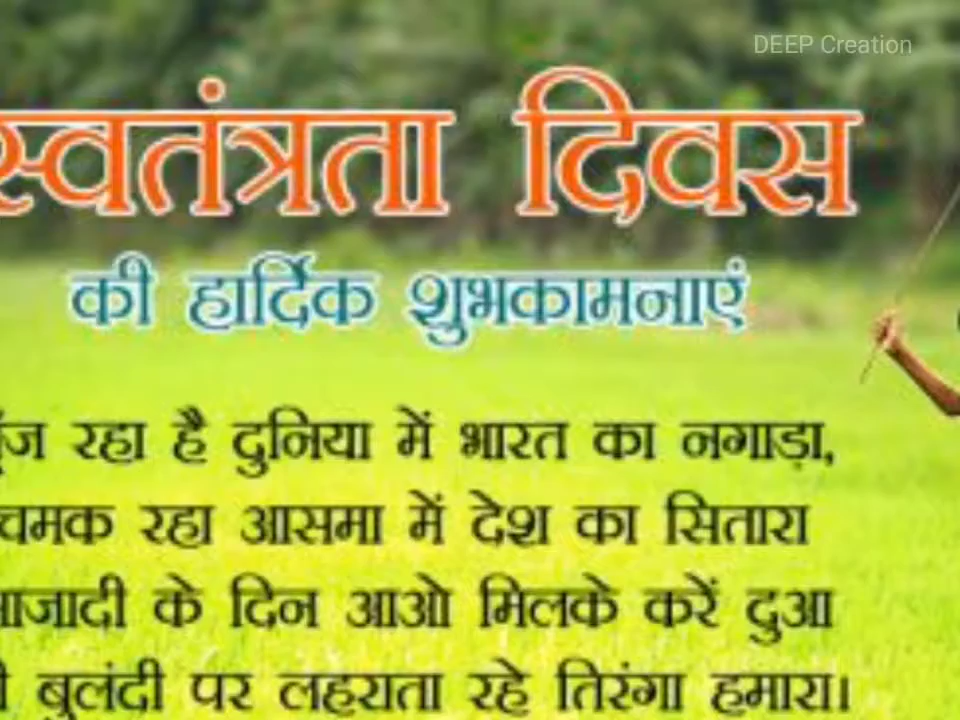 DEEP Creation
स्वतंत्रता दिवस
की हार्दिक शुभकामनाएं
रहा है दुनिया में भारत का नगाड़ा,
चमक रहा आसमा में देश का सितारा
आजादी के दिन आओ मिलके करें दुआ
बुलंदी पर लहराता रहे तिरंगा हमारा।